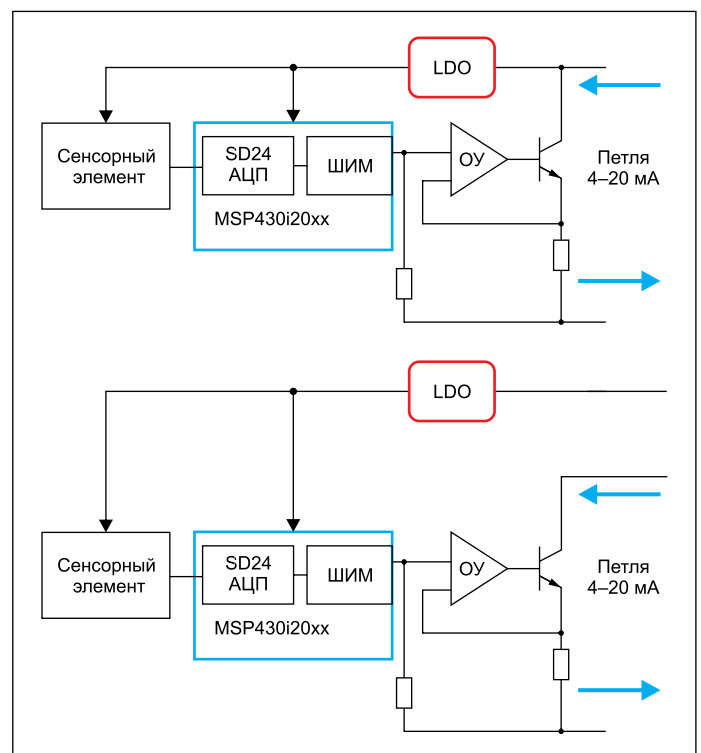 LDO
Сенсорный
элемент
SD24
АЦП
ШИМ
MSP430i20xx
ОУ
Петля
4–20 мА
LDO
Сенсорный
элемент
SD24
АЦП
ШИМ
MSP430i20xx
ОУ
Петля
4–20 мА